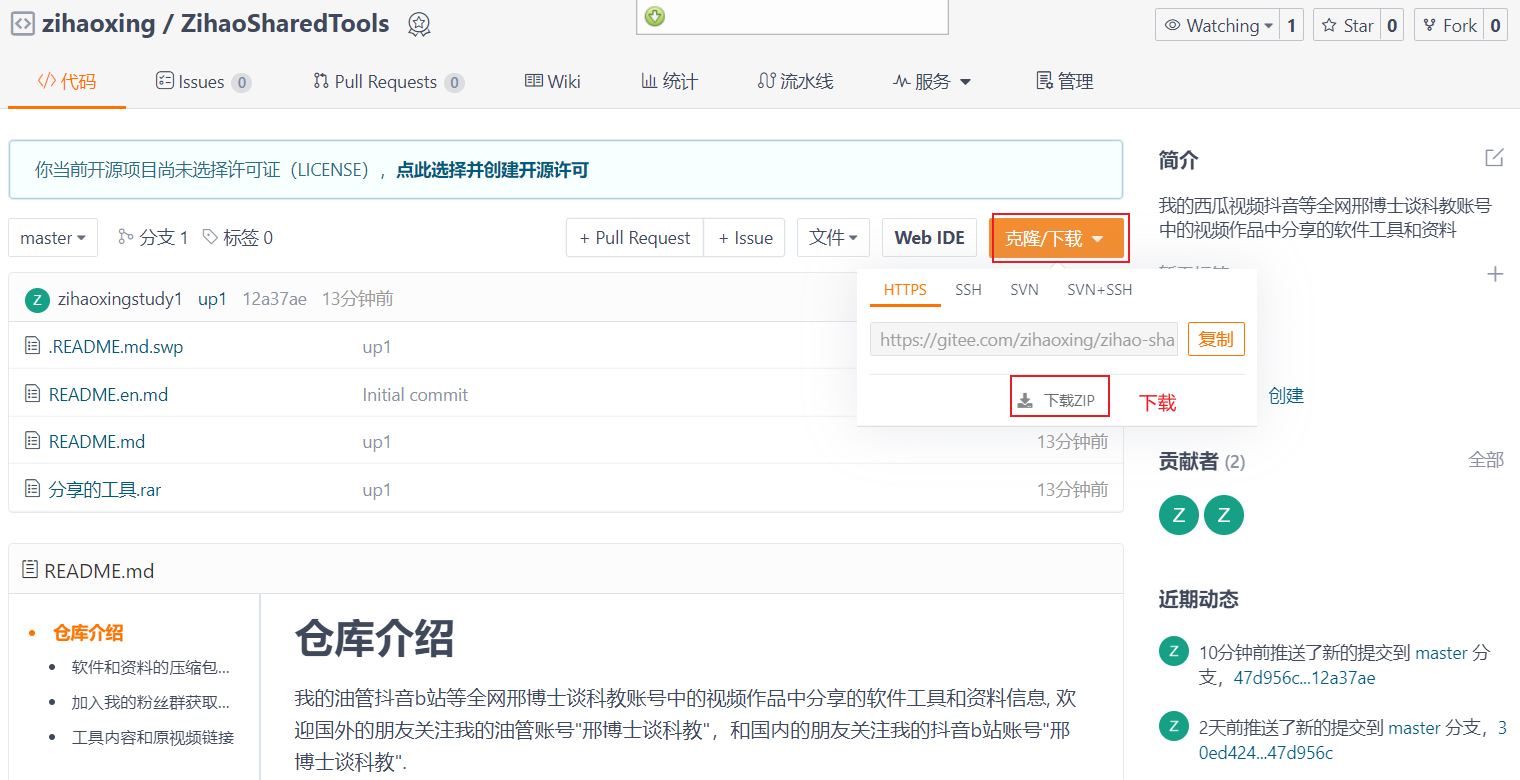 zihaoxing / ZihaoSharedTools
Watching 1
Star 0
Fork 0
代码
Issues 0
Pull Requests 0
Wiki
统计
流水线
服务
管理
你当前开源项目尚未选择许可证（LICENSE），点此选择并创建开源许可
master
分支 1
标签 0
+ Pull Request
+ Issue
文件
Web IDE
克隆/下载
HTTPS SSH SVN SVN+SSH
https://gitee.com/zihaoxing/zihao-sha
复制
下载ZIP
下载
Z zihaoxingstudy1 up1 12a37ae 13分钟前
.README.md.swp up1
README.en.md Initial commit
README.md up1 13分钟前
分享的工具.rar up1 13分钟前
README.md
仓库介绍
软件和资料的压缩包...
加入我的粉丝群获取...
工具内容和原视频链接
仓库介绍
我的油管抖音b站等全网邢博士谈科教账号中的视频作品中分享的软件工具和资料信息, 欢
迎国外的朋友关注我的油管账号"邢博士谈科教"，和国内的朋友关注我的抖音b站账号"邢
博士谈科教".
简介
我的西瓜视频抖音等全网邢博士谈科教账号
中的视频作品中分享的软件工具和资料
创建
贡献者 (2)
全部
Z Z
近期动态
Z 10分钟前推送了新的提交到 master 分
支，47d956c...12a37ae
Z 2天前推送了新的提交到 master 分支，3
0ed424...47d956c